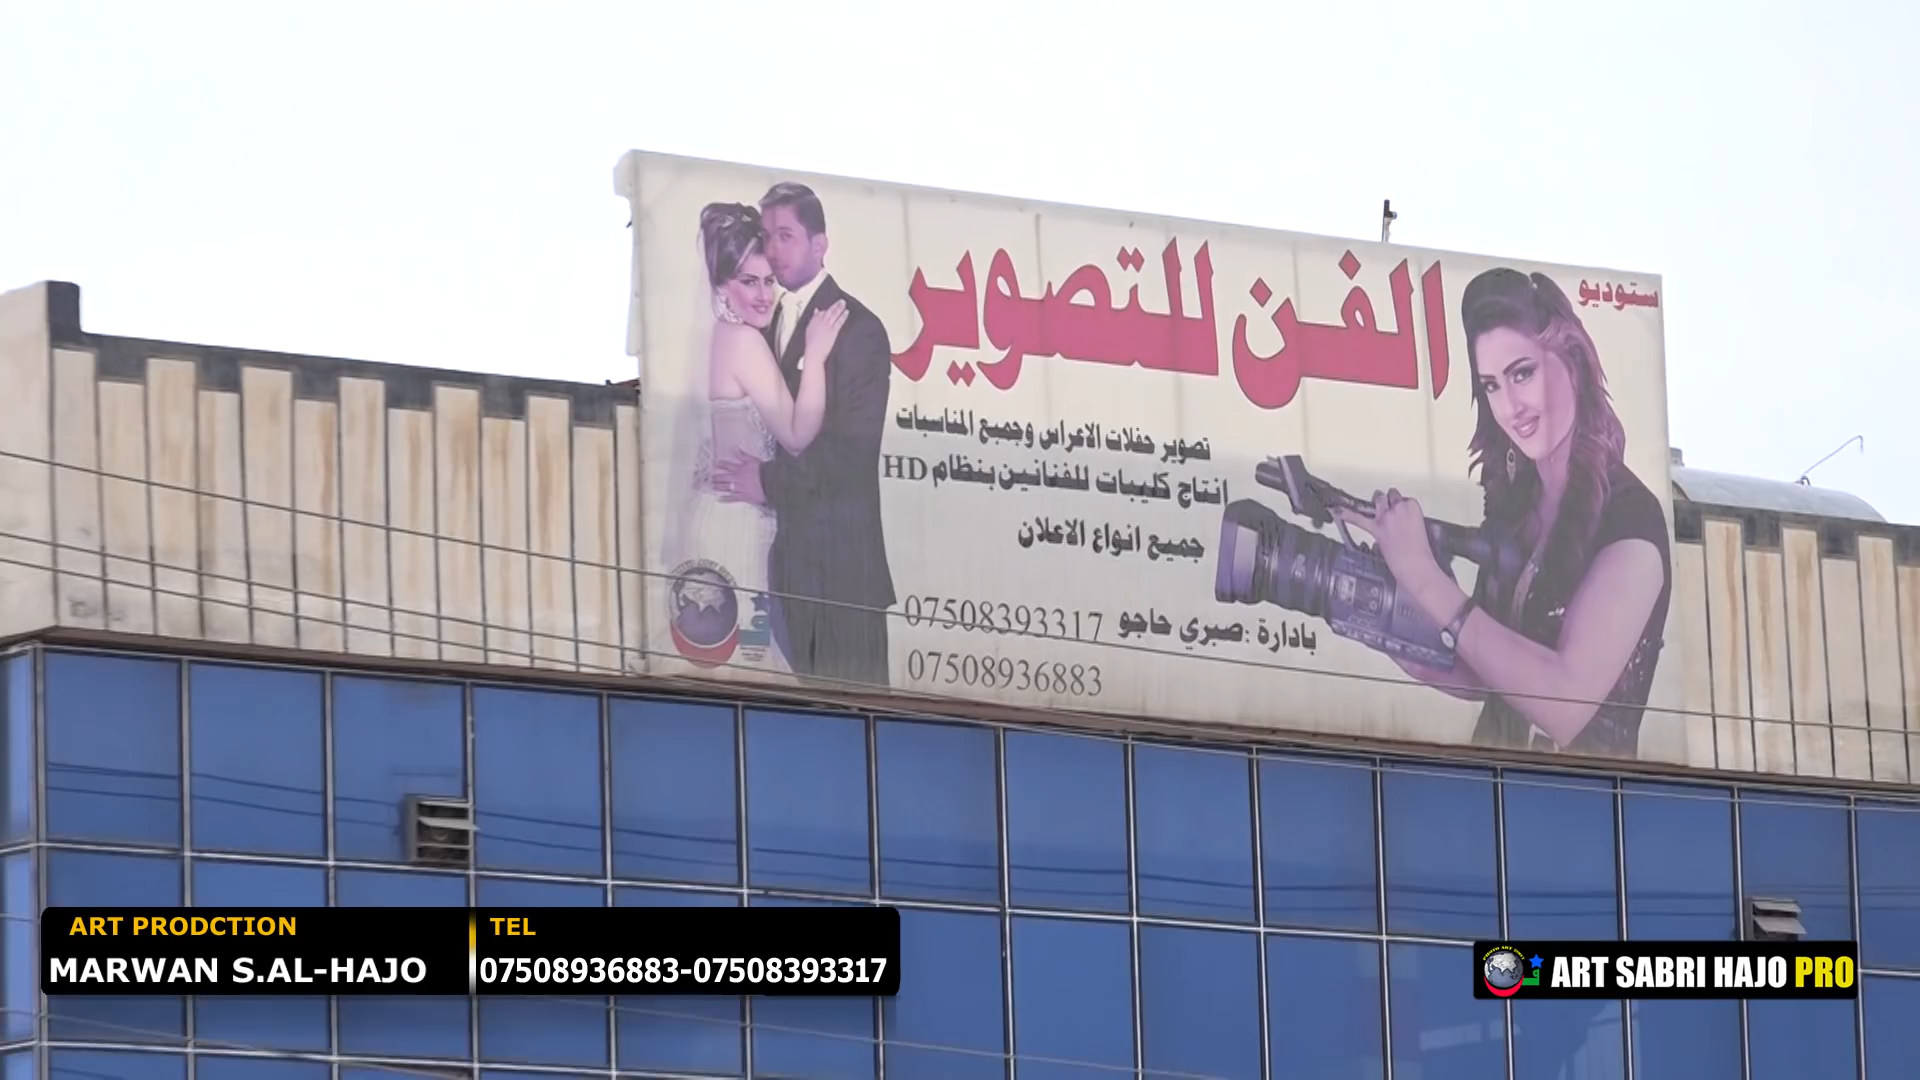 ستوديو
الفن للتصوير
تصوير حفلات الاعراس وجميع المناسبات
انتاج كليبات للفنانين بنظام HD
جميع انواع الاعلان
بادارة :صبري حاجو 07508393317
07508936883
ART PRODCTION
MARWAN S.AL-HAJO
TEL
07508936883-07508393317
ART SABRI HAJO PRO